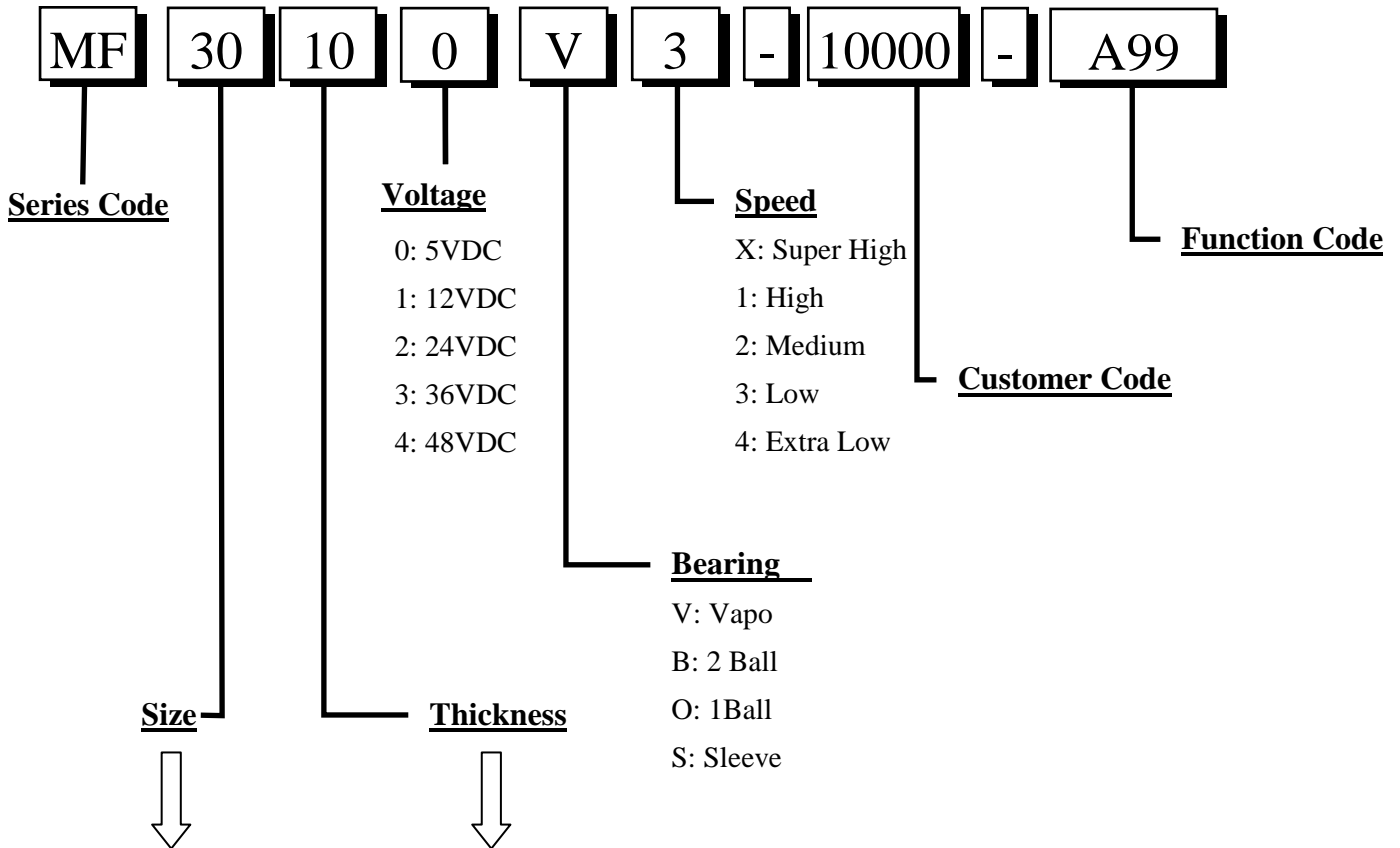 MF 30 10 0 V 3 - 10000 - A99
Series Code
Voltage
0: 5VDC
1: 12VDC
2: 24VDC
3: 36VDC
4: 48VDC
Speed
X: Super High
1: High
2: Medium
3: Low
4: Extra Low
Function Code
Customer Code
Bearing
V: Vapo
B: 2 Ball
O: 1Ball
S: Sleeve
Size
Thickness